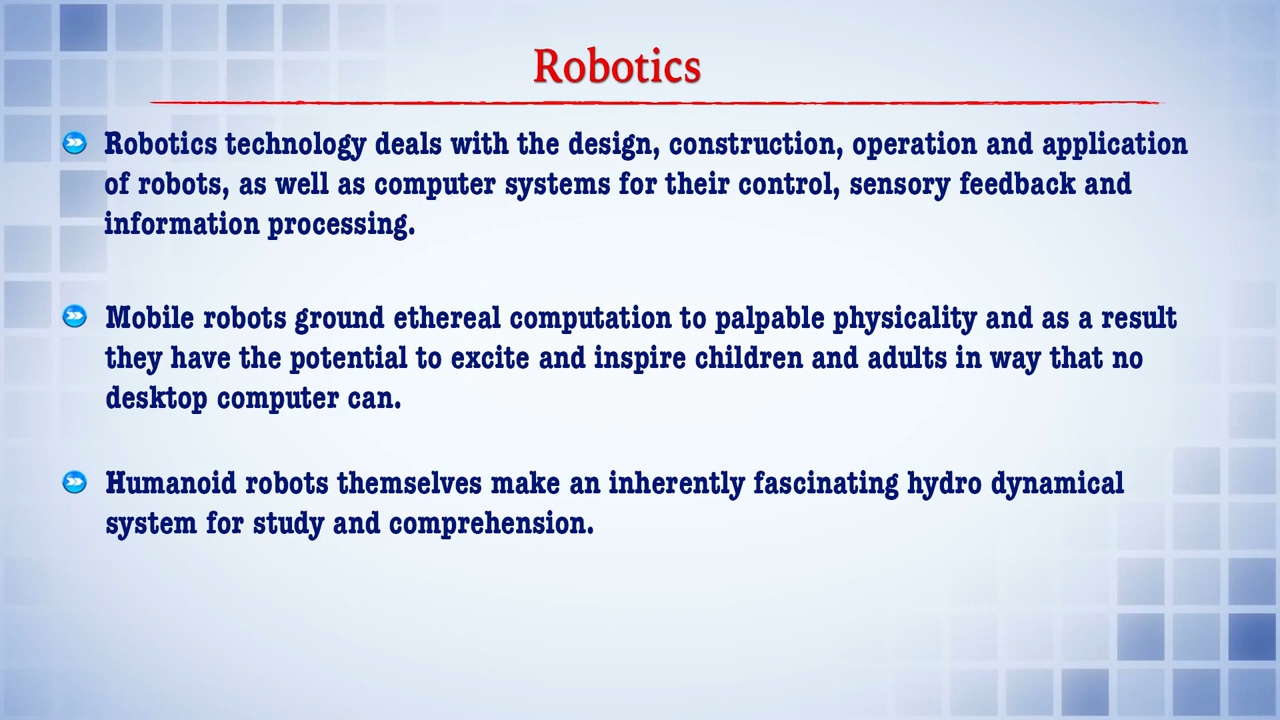 Robotics
Robotics technology deals with the design, construction, operation and application
of robots, as well as computer systems for their control, sensory feedback and
information processing.
Mobile robots ground ethereal computation to palpable physicality and as a result
they have the potential to excite and inspire children and adults in way that no
desktop computer can.
Humanoid robots themselves make an inherently fascinating hydro dynamical
system for study and comprehension.